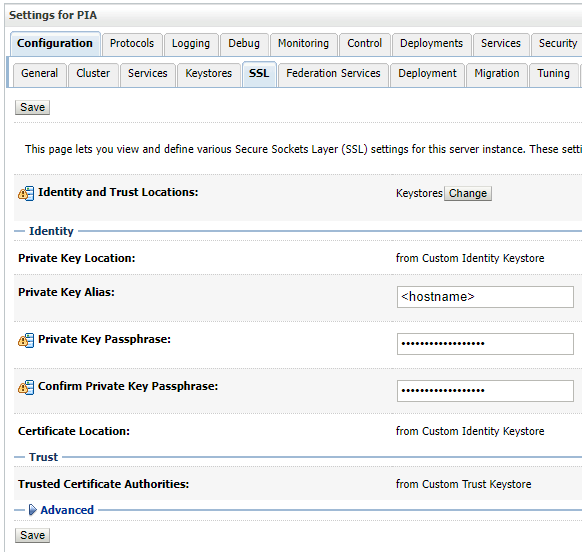 Settings for PIA
Configuration Protocols Logging Debug Monitoring Control Deployments Services Security
General Cluster Services Keystores SSL Federation Services Deployment Migration Tuning
Save
This page lets you view and define various Secure Sockets Layer (SSL) settings for this server instance. These setti
Identity and Trust Locations: Keystores Change
Identity
Private Key Location: from Custom Identity Keystore
Private Key Alias: <hostname>
Private Key Passphrase: •••••••••••••••••
Confirm Private Key Passphrase: •••••••••••••••••
Certificate Location: from Custom Identity Keystore
Trust
Trusted Certificate Authorities: from Custom Trust Keystore
Advanced
Save